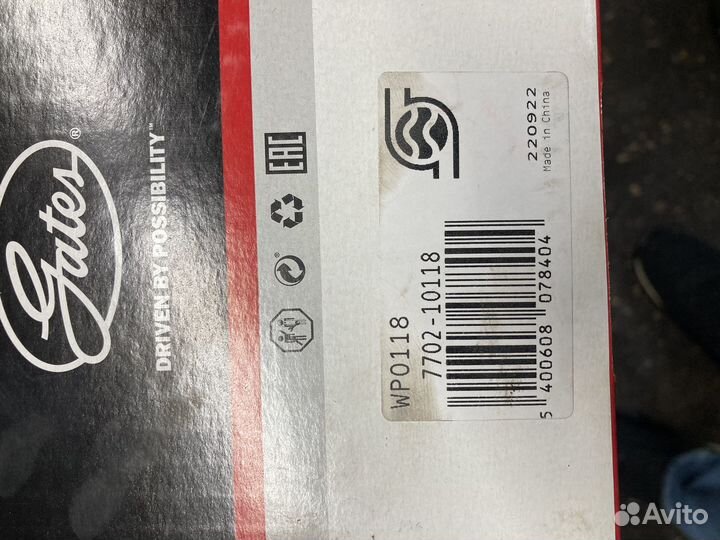 Gates®
DRIVEN BY POSSIBILITY™
EAC
220922
Made in China
WP0118
7702-10118
5 400608 078404
Avito